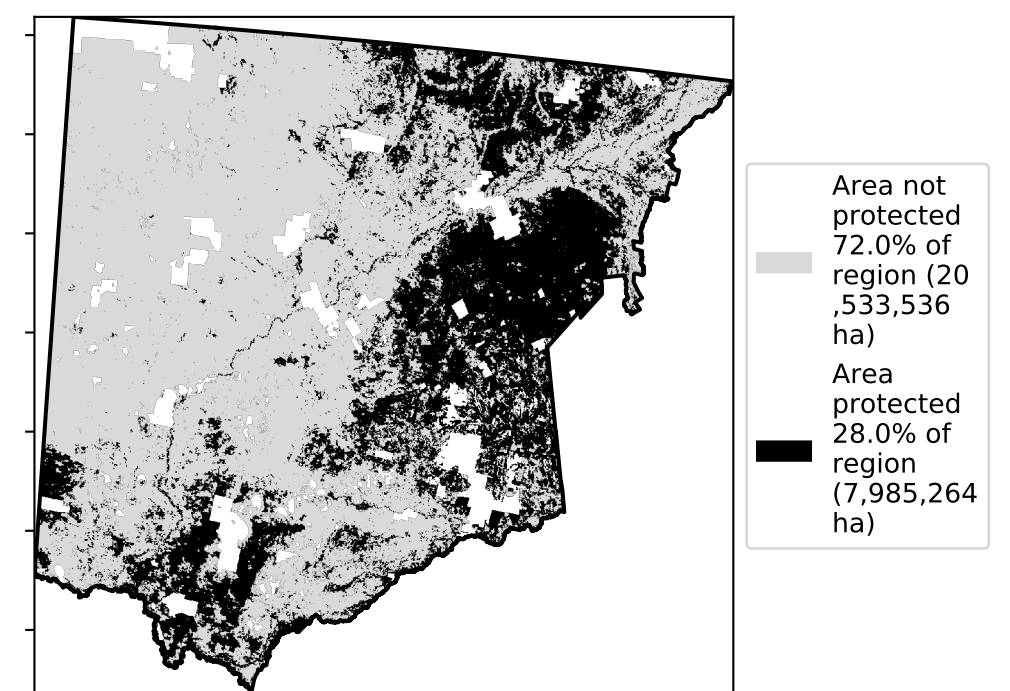 Area not
protected
72.0% of
region (20
,533,536
ha)
Area
protected
28.0% of
region
(7,985,264
ha)